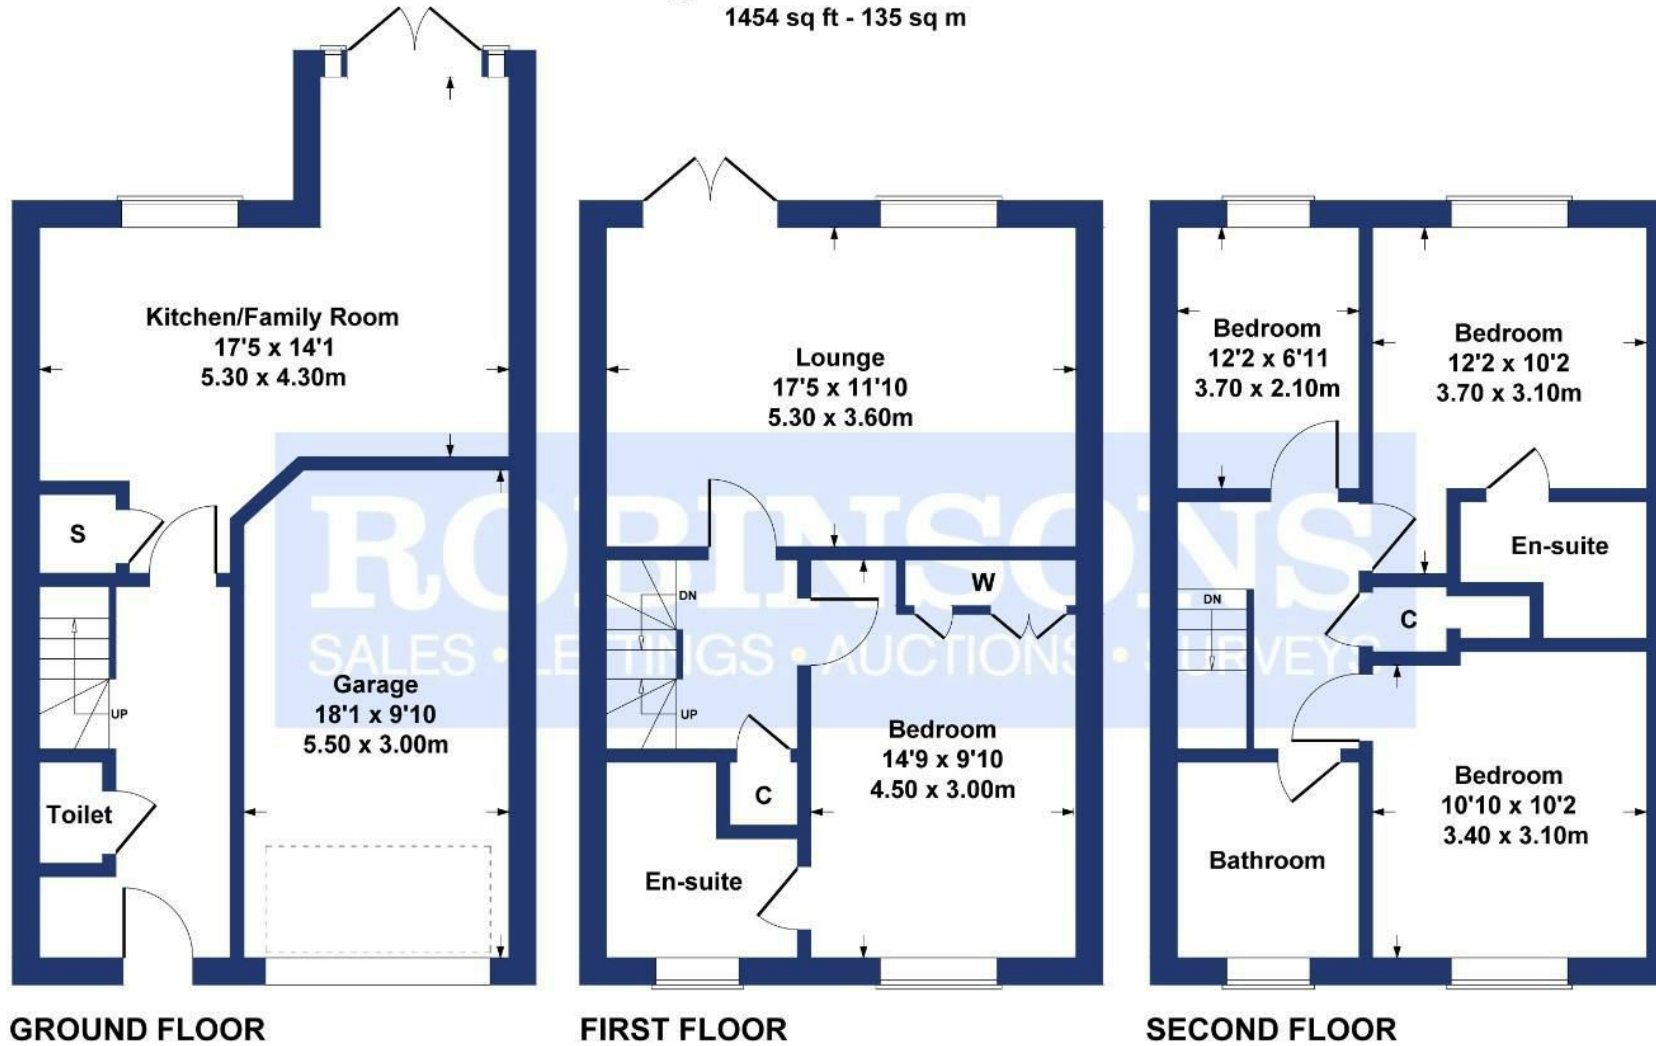 1454 sq ft - 135 sq m
Kitchen/Family Room
17'5 x 14'1
5.30 x 4.30m
S
UP
Toilet
Garage
18'1 x 9'10
5.50 x 3.00m
GROUND FLOOR
Lounge
17'5 x 11'10
5.30 x 3.60m
DN
UP
W
C
Bedroom
14'9 x 9'10
4.50 x 3.00m
En-suite
FIRST FLOOR
Bedroom
12'2 x 6'11
3.70 x 2.10m
Bedroom
12'2 x 10'2
3.70 x 3.10m
En-suite
DN
C
Bedroom
10'10 x 10'2
3.40 x 3.10m
Bathroom
SECOND FLOOR
ROBINSONS
SALES • LETTINGS • AUCTIONS • SURVEYS